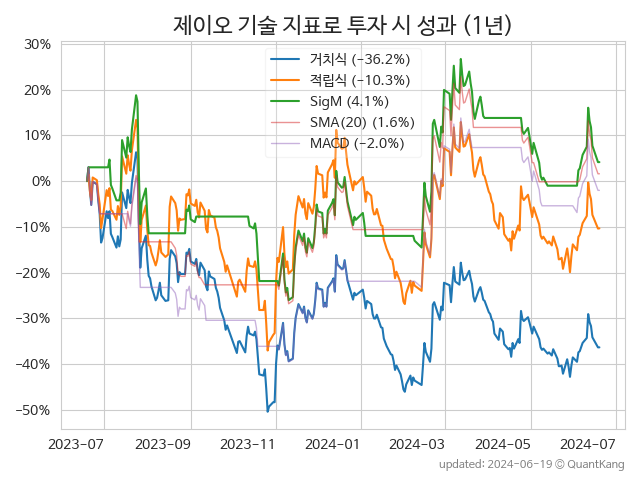 제이오 기술 지표로 투자 시 성과 (1년)
30%
20%
10%
0%
−10%
−20%
−30%
−40%
−50%
거치식 (−36.2%)
적립식 (−10.3%)
SigM (4.1%)
SMA(20) (1.6%)
MACD (−2.0%)
2023-07 2023-09 2023-11 2024-01 2024-03 2024-05 2024-07
updated: 2024-06-19 © QuantKang